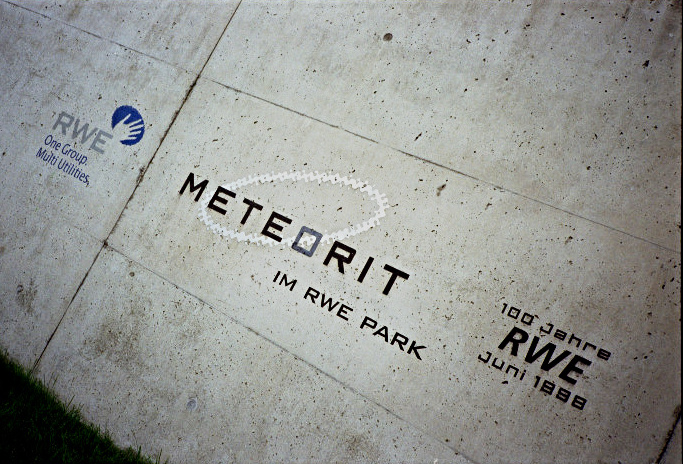 RWE
One Group.
Multi Utilities.
METEORIT
IM RWE PARK
100 Jahre
RWE
Juni 1998